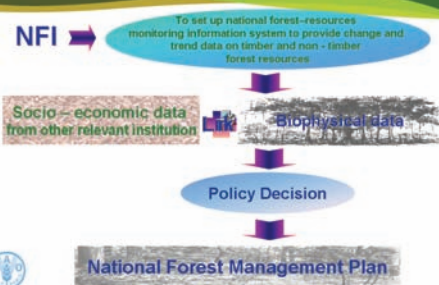 NFI
To set up national forest–resources
monitoring information system to provide change and
trend data on timber and non - timber
forest resources
Socio – economic data
from other relevant institution
Link
Biophysical data
Policy Decision
National Forest Management Plan